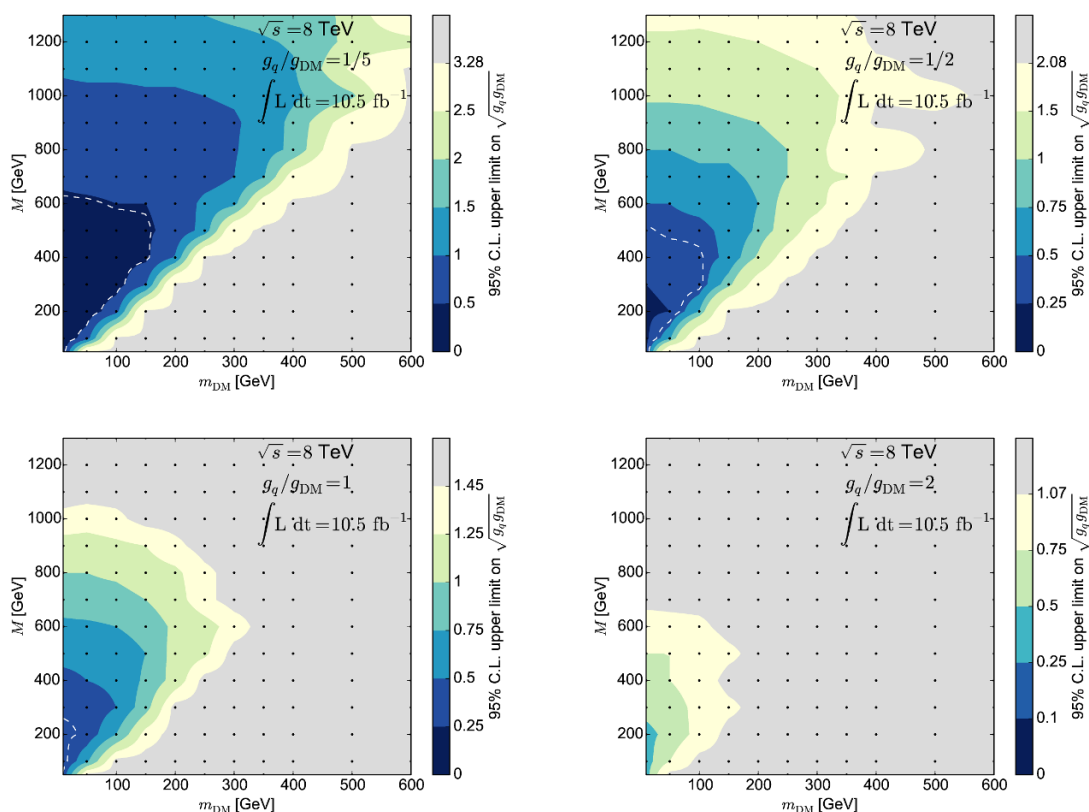 √s = 8 TeV
g_q/g_DM = 1/5
∫ L dt = 10.5 fb⁻¹
1200
1000
800
600
400
200
M [GeV]
100 200 300 400 500 600
m_DM [GeV]
3.28
2.5
2
1.5
1
0.5
0
95% C.L. upper limit on √g_q g_DM
√s = 8 TeV
g_q/g_DM = 1/2
∫ L dt = 10.5 fb⁻¹
1200
1000
800
600
400
200
M [GeV]
100 200 300 400 500 600
m_DM [GeV]
2.08
1.5
1
0.75
0.5
0.25
0
95% C.L. upper limit on √g_q g_DM
√s = 8 TeV
g_q/g_DM = 1
∫ L dt = 10.5 fb⁻¹
1200
1000
800
600
400
200
M [GeV]
100 200 300 400 500 600
m_DM [GeV]
1.45
1.25
1
0.75
0.5
0.25
0
95% C.L. upper limit on √g_q g_DM
√s = 8 TeV
g_q/g_DM = 2
∫ L dt = 10.5 fb⁻¹
1200
1000
800
600
400
200
M [GeV]
100 200 300 400 500 600
m_DM [GeV]
1.07
0.75
0.5
0.25
0.1
0
95% C.L. upper limit on √g_q g_DM